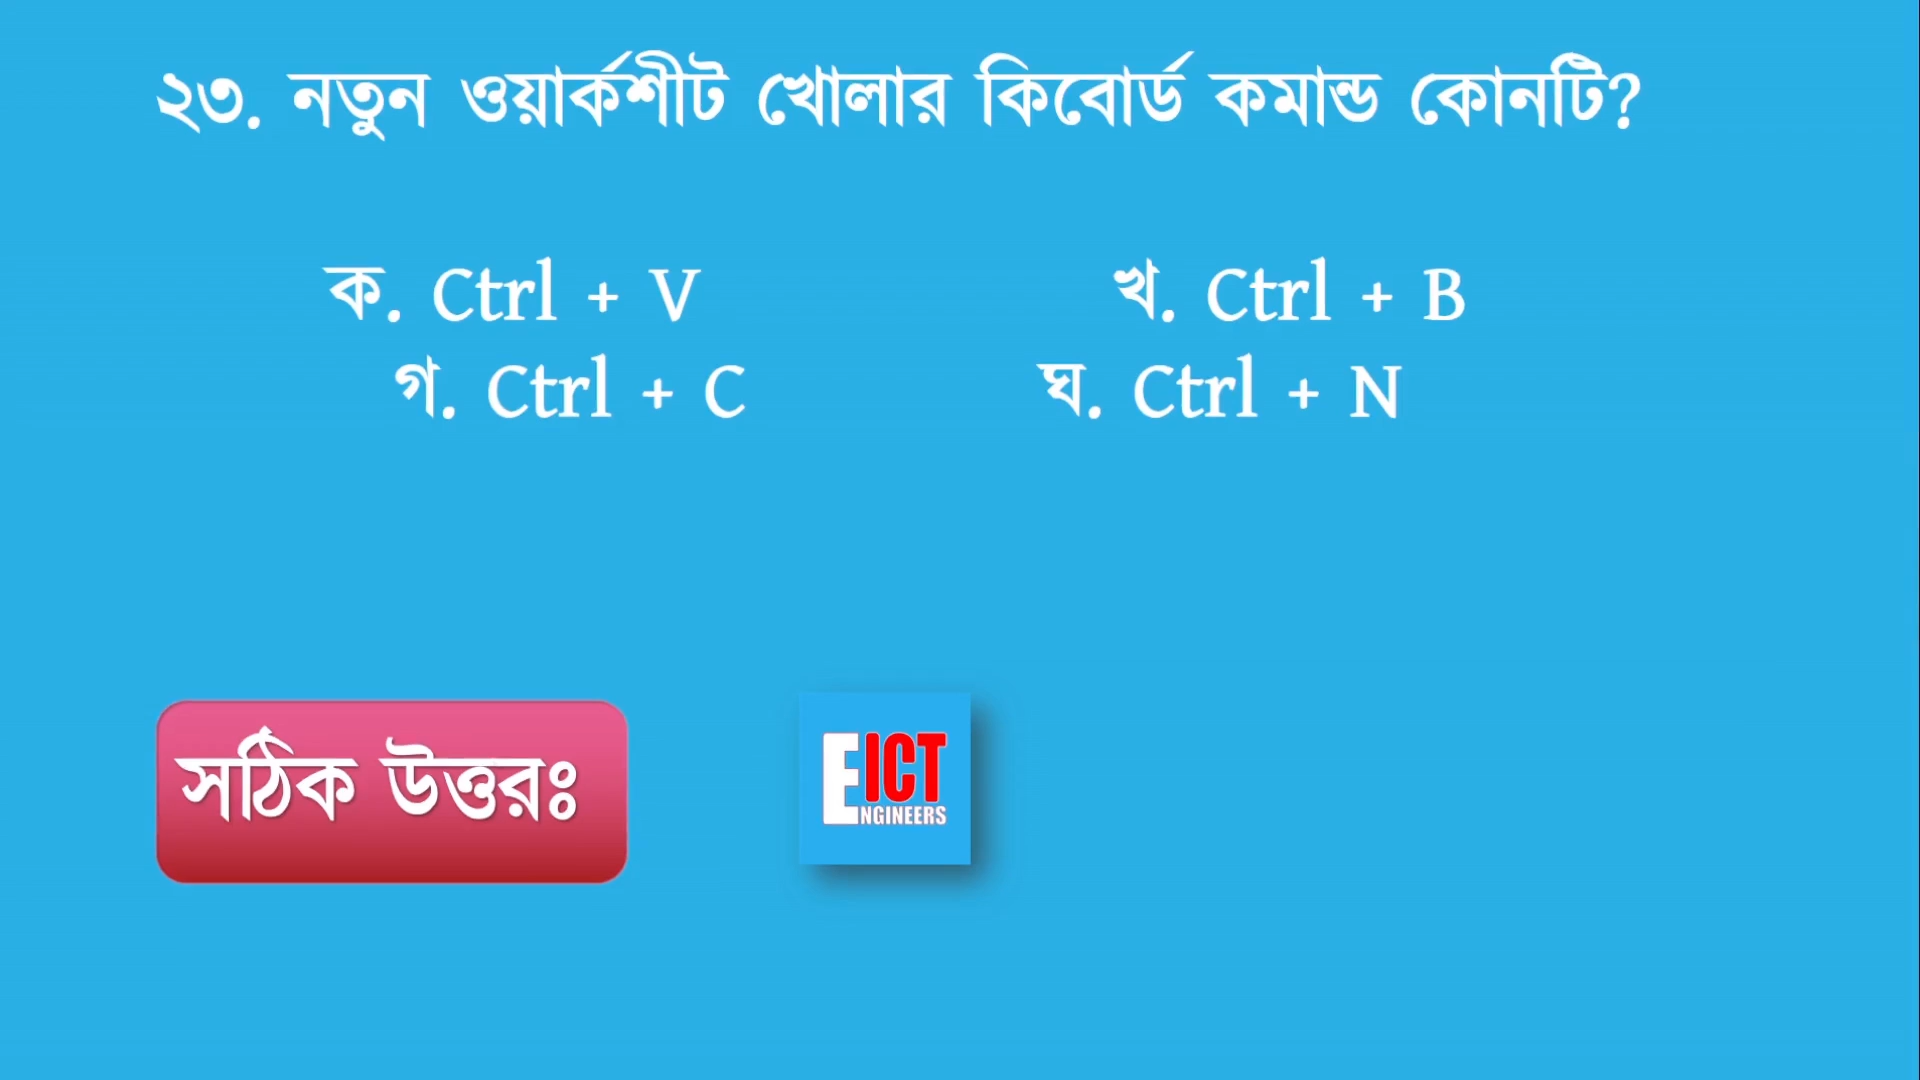 ২৩. নতুন ওয়ার্কশীট খোলার কিবোর্ড কমান্ড কোনটি?
ক. Ctrl + V খ. Ctrl + B
গ. Ctrl + C ঘ. Ctrl + N
সঠিক উত্তরঃ
EICT
NGINEERS